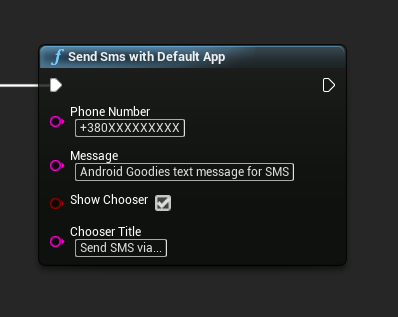 f Send Sms with Default App
Phone Number
+380XXXXXXXXX
Message
Android Goodies text message for SMS
Show Chooser
Chooser Title
Send SMS via...